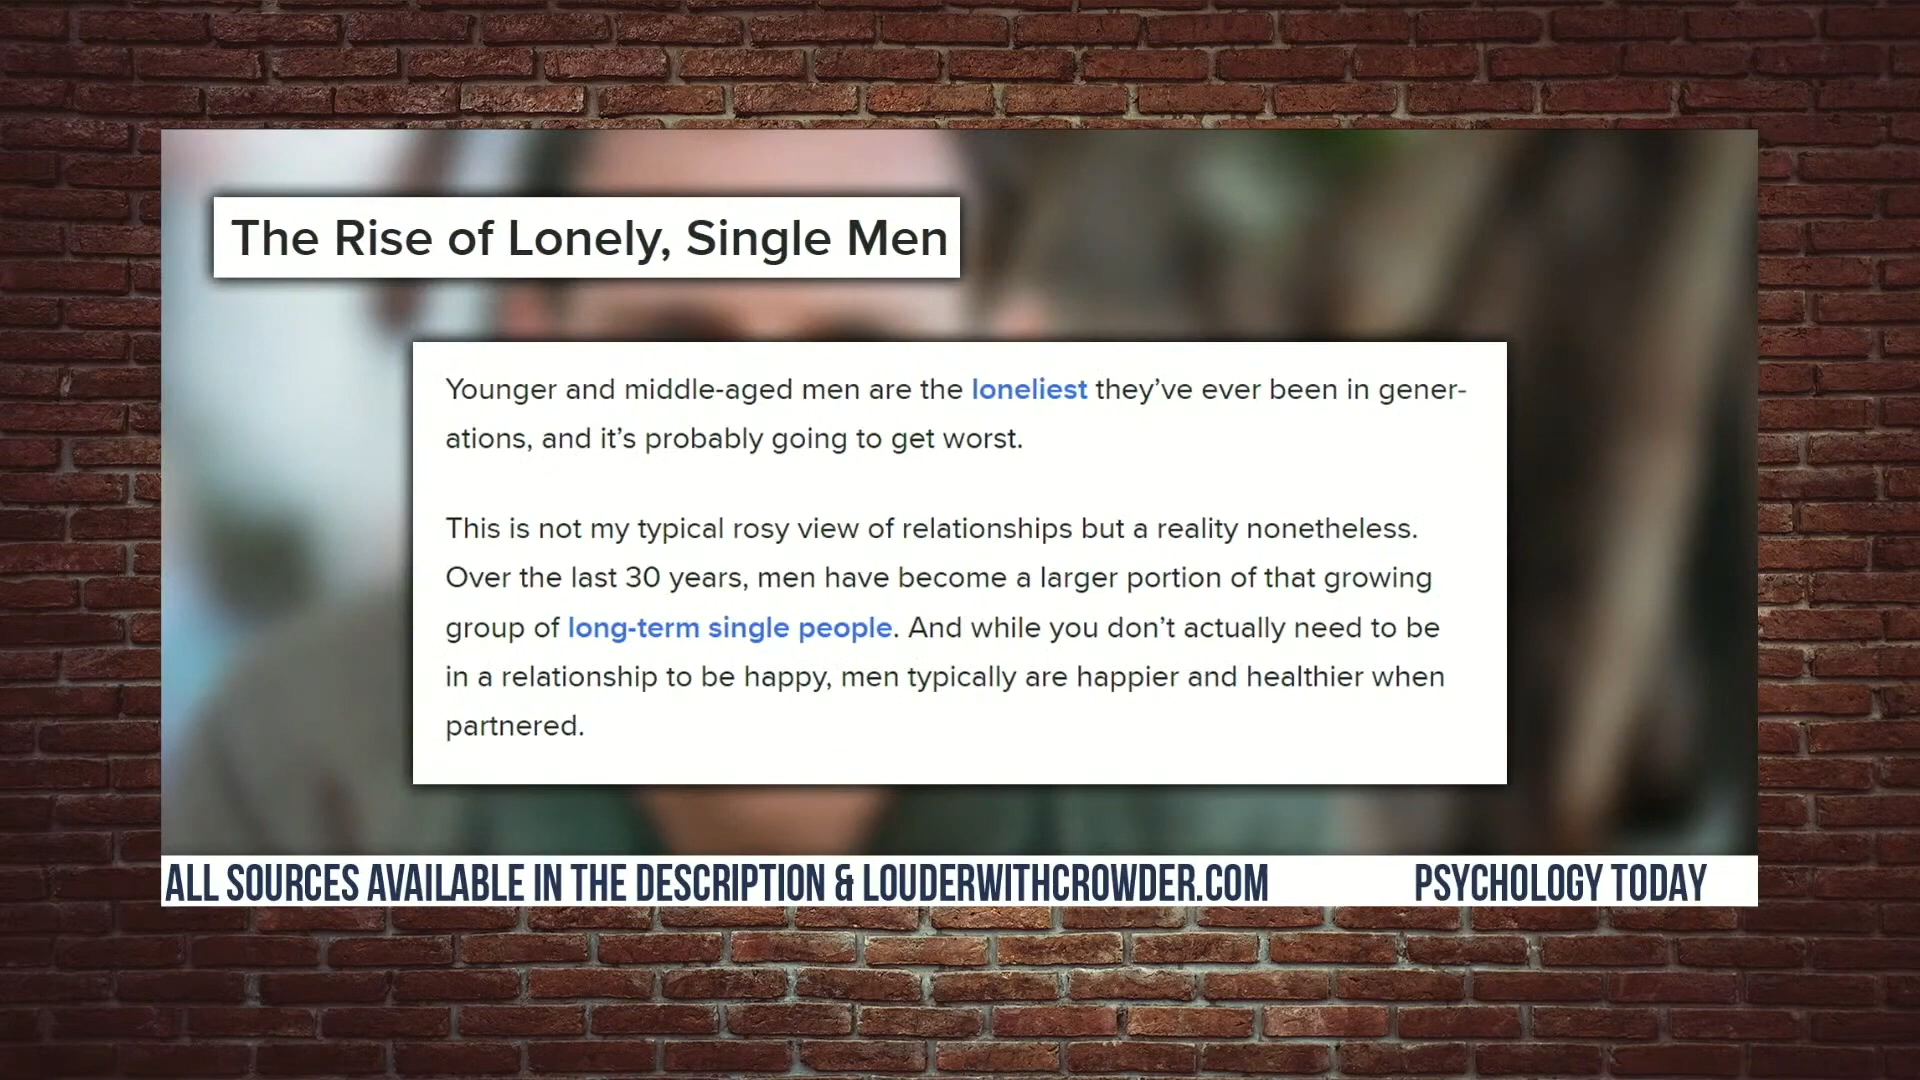 The Rise of Lonely, Single Men
Younger and middle-aged men are the loneliest they’ve ever been in gener-
ations, and it’s probably going to get worst.
This is not my typical rosy view of relationships but a reality nonetheless.
Over the last 30 years, men have become a larger portion of that growing
group of long-term single people. And while you don’t actually need to be
in a relationship to be happy, men typically are happier and healthier when
partnered.
ALL SOURCES AVAILABLE IN THE DESCRIPTION & LOUDERWITHCROWDER.COM
PSYCHOLOGY TODAY